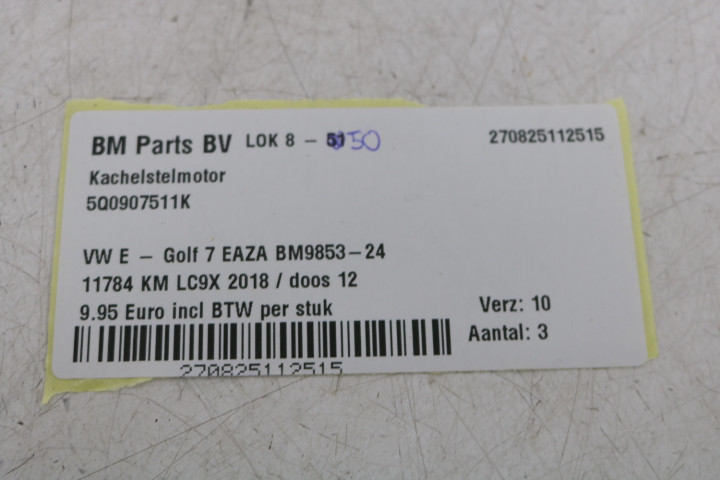 BM Parts BV LOK 8 - 51 50 270825112515
Kachelstelmotor
5Q0907511K
VW E - Golf 7 EAZA BM9853-24
11784 KM LC9X 2018 / doos 12
9.95 Euro incl BTW per stuk Verz: 10
Aantal: 3
270825112515